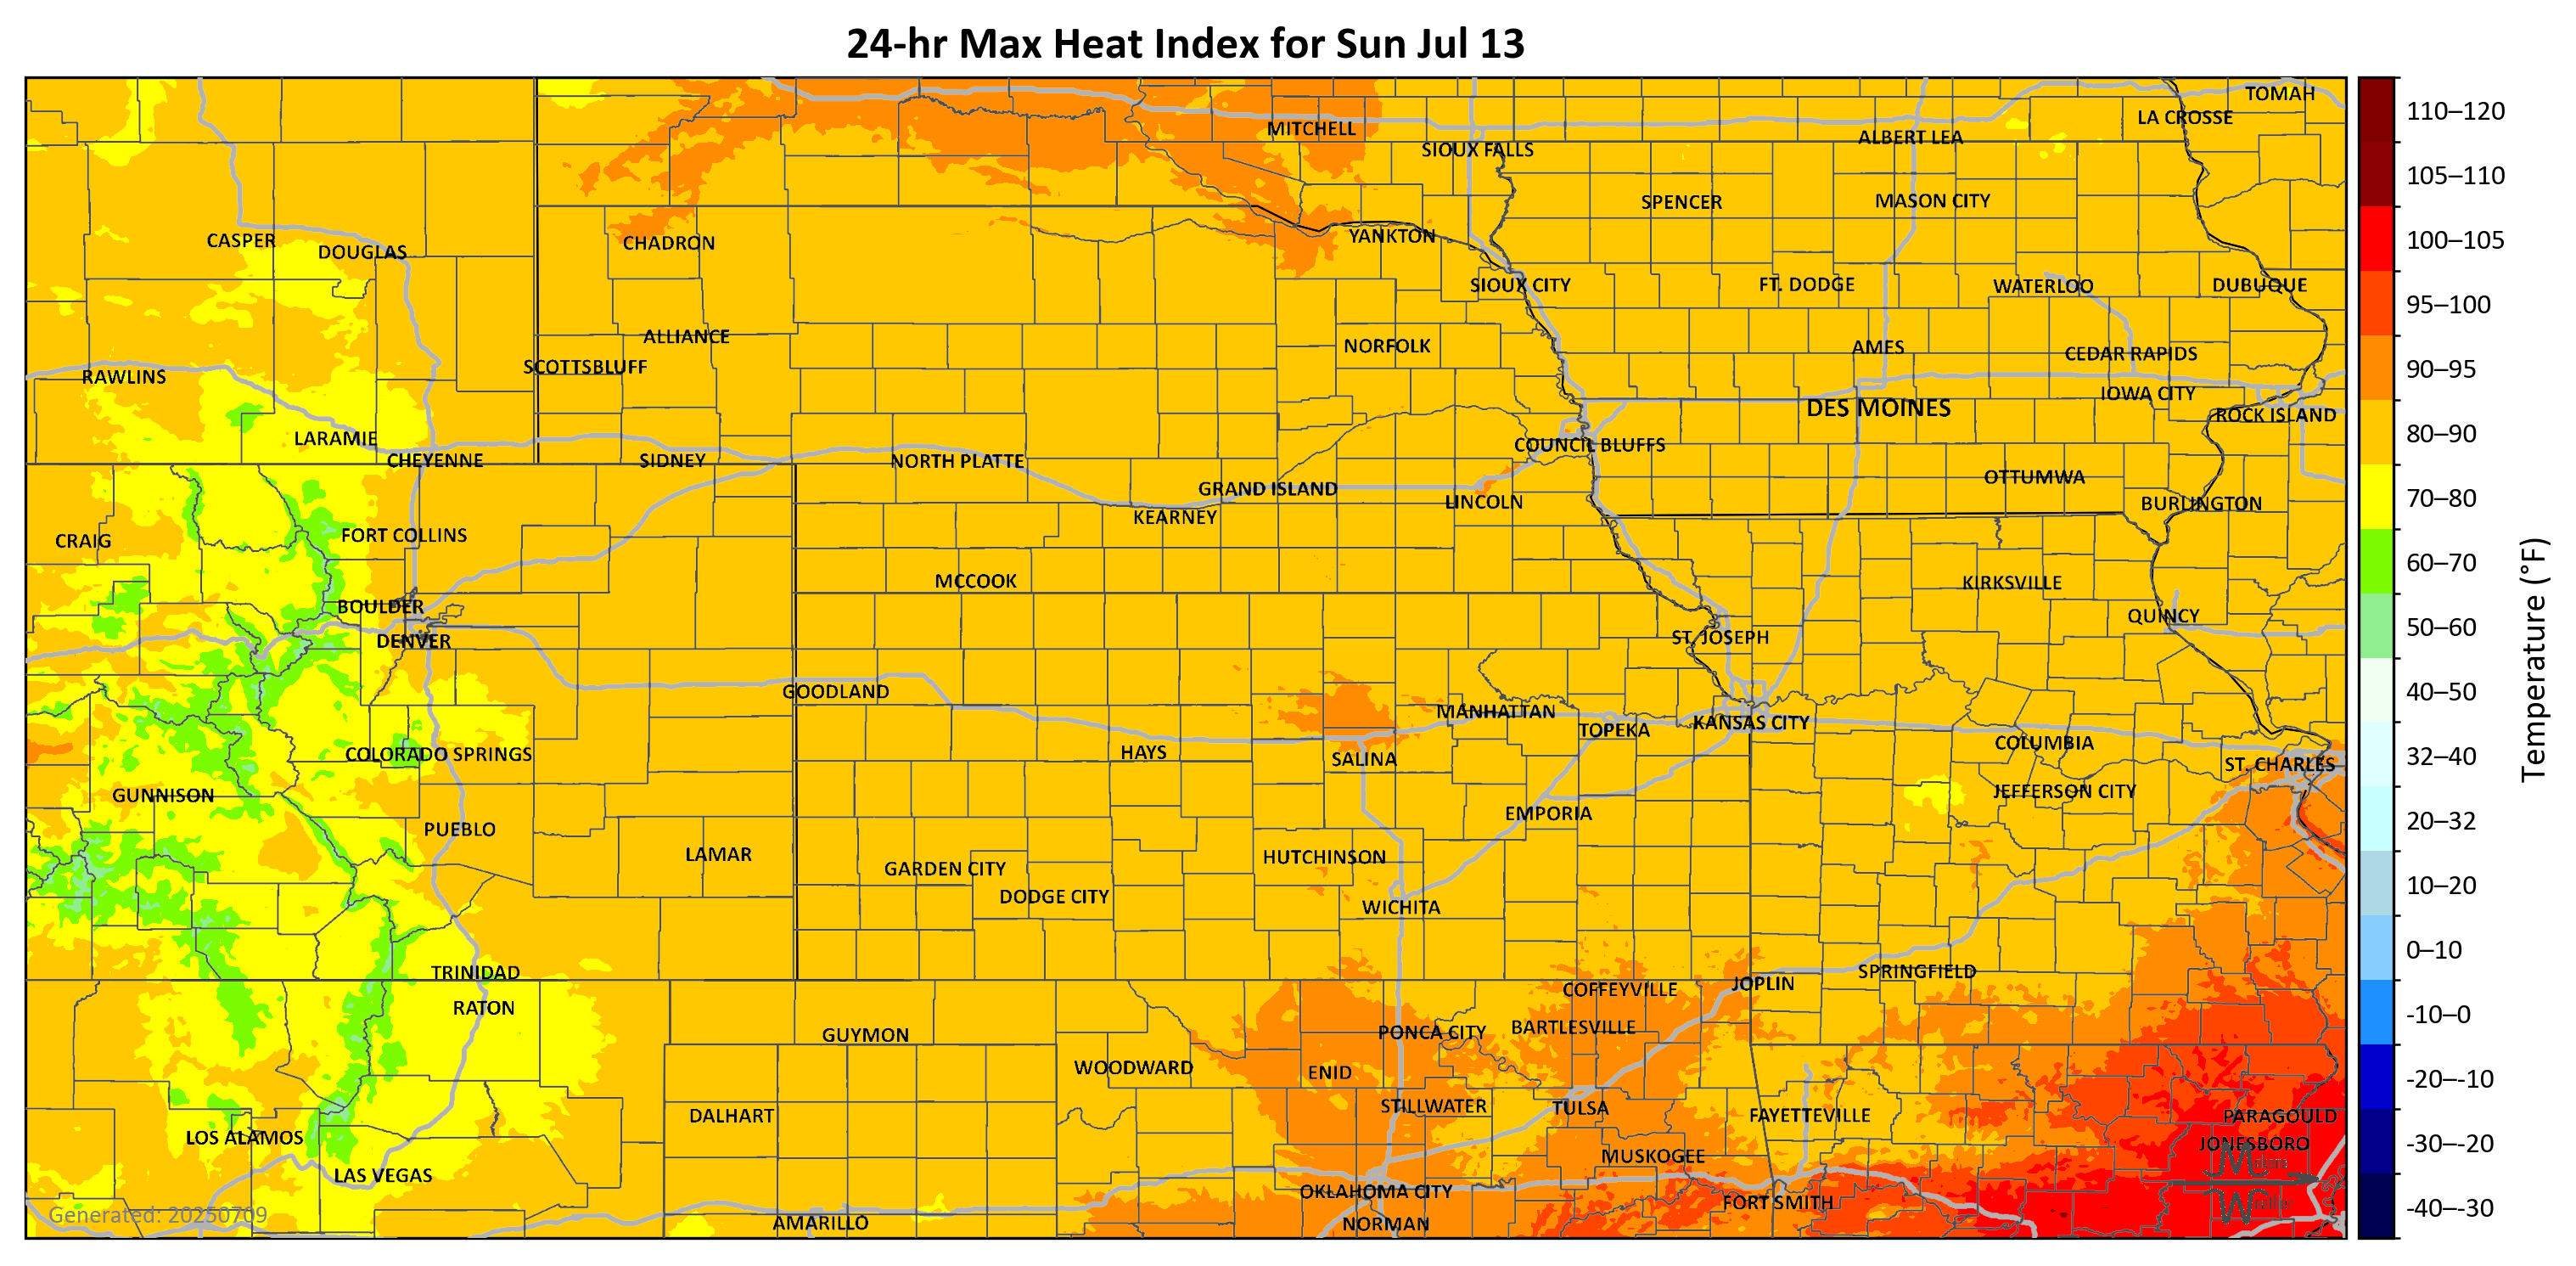 24-hr Max Heat Index for Sun Jul 13
TOMAH
LA CROSSE
MITCHELL
ALBERT LEA
SIOUX FALLS
SPENCER
MASON CITY
CASPER
DOUGLAS
CHADRON
YANKTON
SIOUX CITY
FT. DODGE
WATERLOO
DUBUQUE
ALLIANCE
NORFOLK
AMES
CEDAR RAPIDS
SCOTTSBLUFF
RAWLINS
IOWA CITY
DES MOINES
ROCK ISLAND
LARAMIE
COUNCIL BLUFFS
CHEYENNE
SIDNEY
NORTH PLATTE
OTTUMWA
GRAND ISLAND
LINCOLN
BURLINGTON
KEARNEY
FORT COLLINS
CRAIG
MCCOOK
KIRKSVILLE
BOULDER
QUINCY
DENVER
ST. JOSEPH
GOODLAND
MANHATTAN
TOPEKA
KANSAS CITY
COLUMBIA
COLORADO SPRINGS
HAYS
SALINA
ST. CHARLES
GUNNISON
JEFFERSON CITY
EMPORIA
PUEBLO
LAMAR
HUTCHINSON
GARDEN CITY
DODGE CITY
WICHITA
TRINIDAD
SPRINGFIELD
JOPLIN
COFFEYVILLE
RATON
BARTLESVILLE
PONCA CITY
GUYMON
WOODWARD
ENID
STILLWATER
TULSA
DALHART
FAYETTEVILLE
PARAGOULD
LOS ALAMOS
JONESBORO
MUSKOGEE
LAS VEGAS
OKLAHOMA CITY
FORT SMITH
AMARILLO
NORMAN
Generated: 20250709
110–120
105–110
100–105
95–100
90–95
80–90
70–80
60–70
50–60
40–50
32–40
20–32
10–20
0–10
-10–0
-20–-10
-30–-20
-40–-30
Temperature (°F)